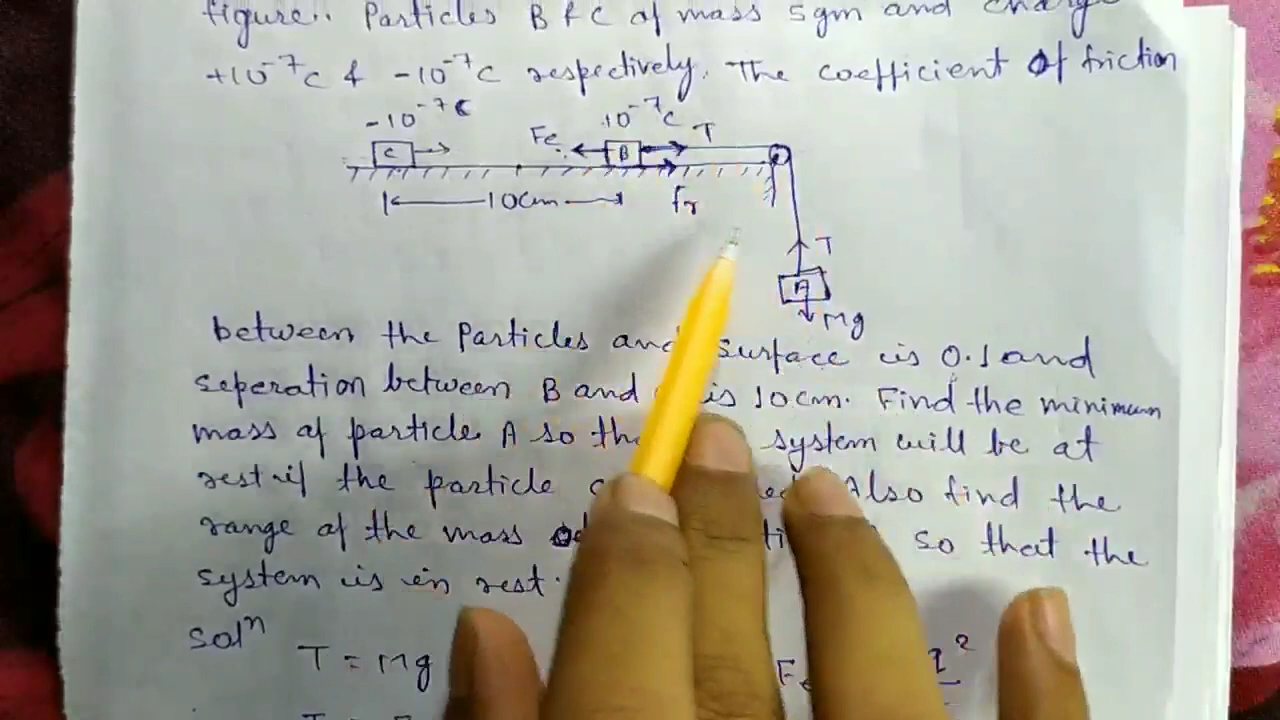 figure.. Particles B & C of mass 5gm and charge
+10⁻⁷c & -10⁻⁷c respectively. The coefficient of friction
-10⁻⁷c
Fe
10⁻⁷c
T
C
B
10cm
fr
T
A
Mg
between the Particles and surface is 0.1 and
seperation between B and is 10cm. Find the minimum
mass of particle A so system will be at
rest if the particle Also find the
range of the mass so that the
system is in rest.
Solⁿ
T = Mg
Fe
q²